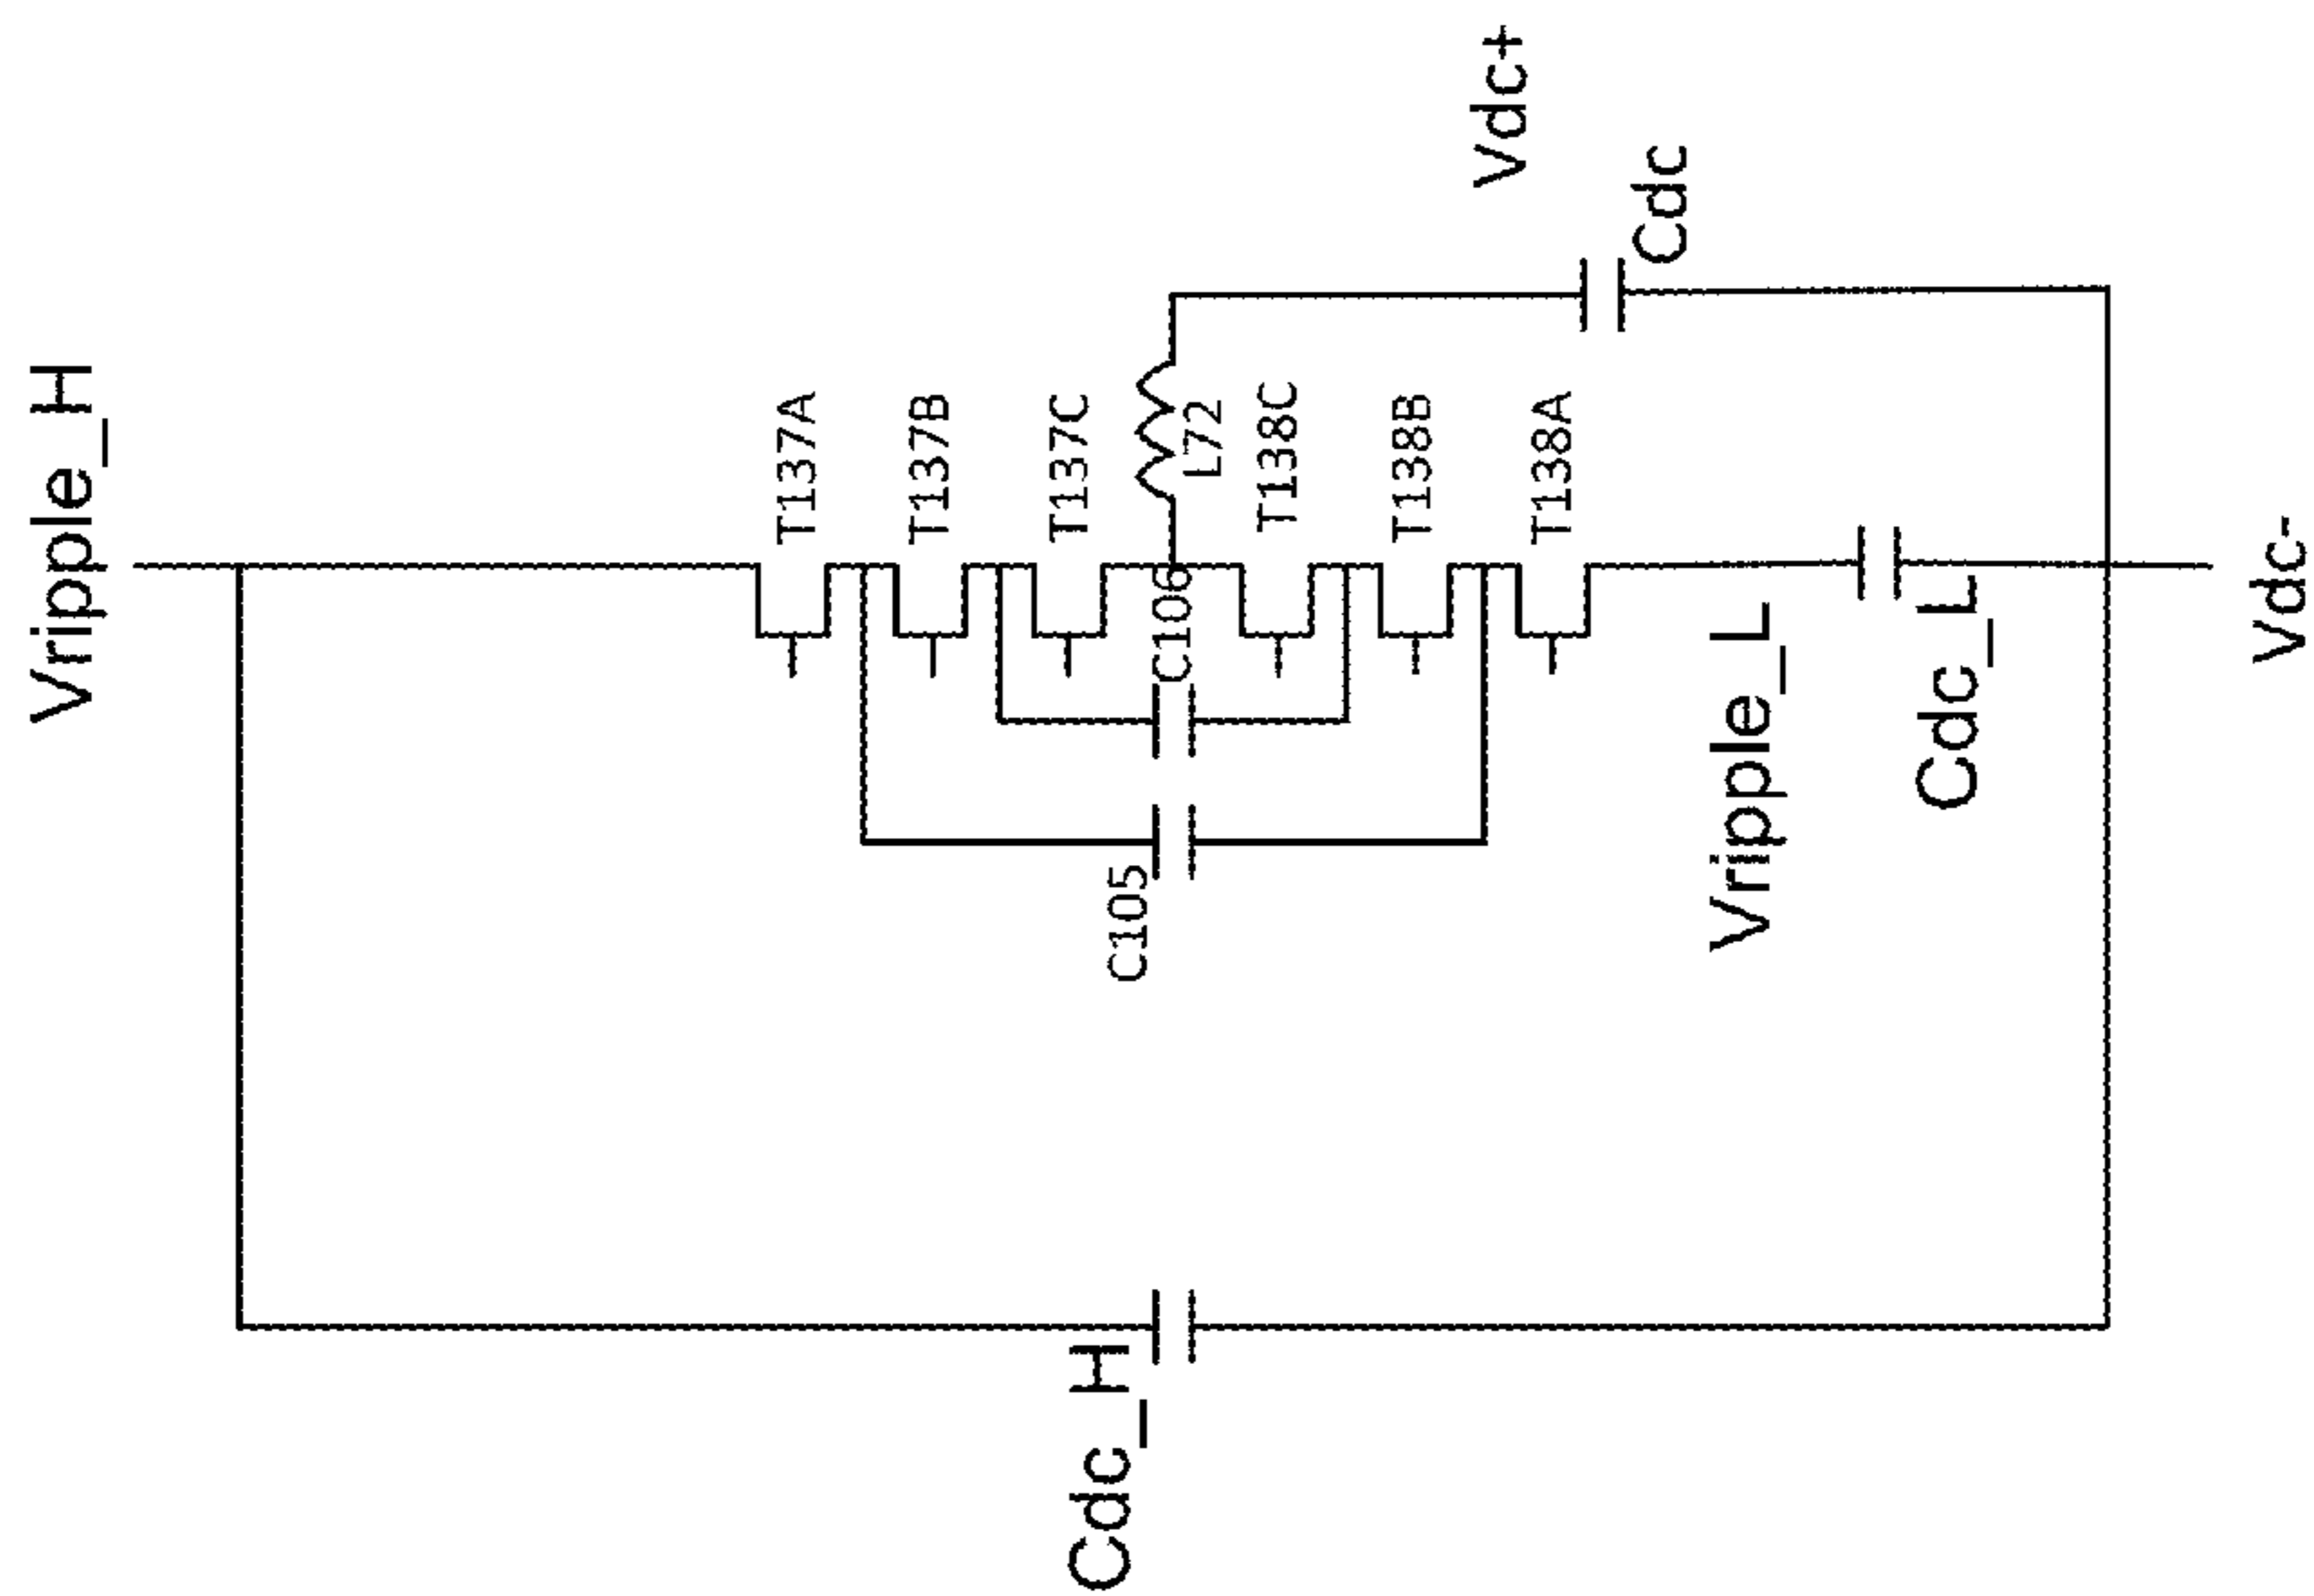 Vripple_H
T137A
T137B
T137C
L72
T138C
T138B
T138A
Vdc+
Cdc
C106
C105
Vripple_L
Cdc_L
Vdc-
Cdc_H